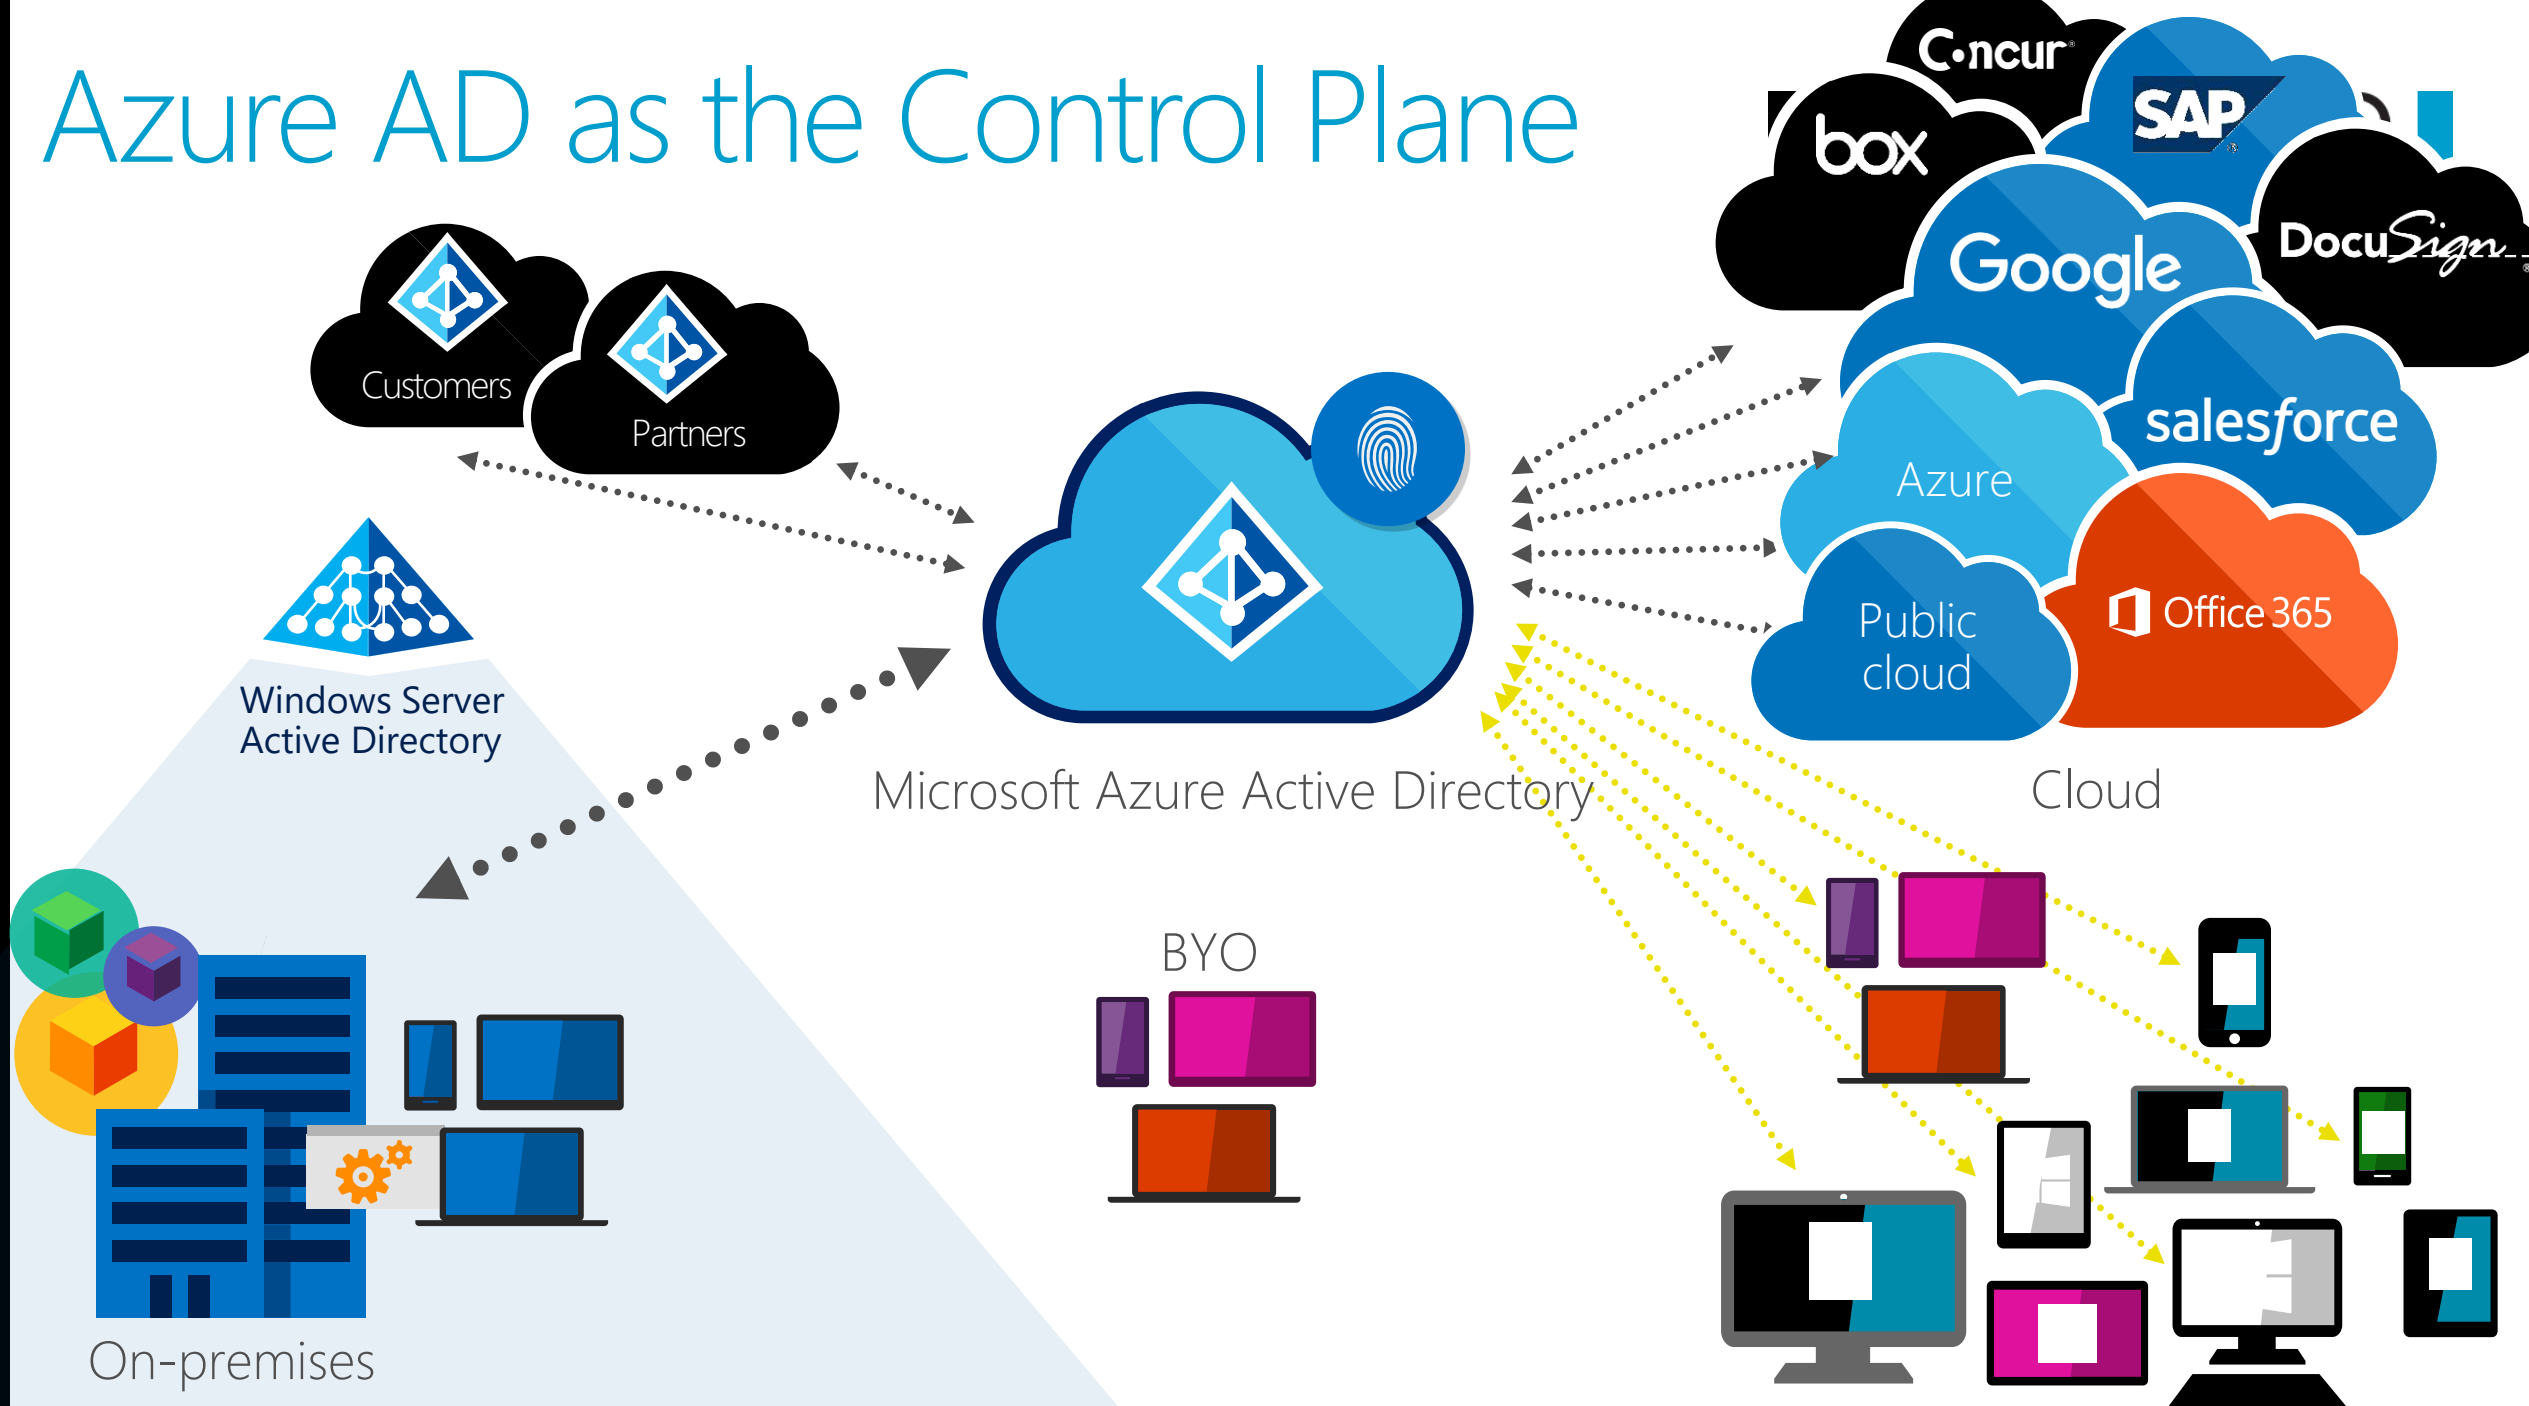 Azure AD as the Control Plane
Concur
SAP
box
DocuSign
Google
Customers
Partners
salesforce
Azure
Office 365
Public
cloud
Windows Server
Active Directory
Microsoft Azure Active Directory
Cloud
BYO
On-premises